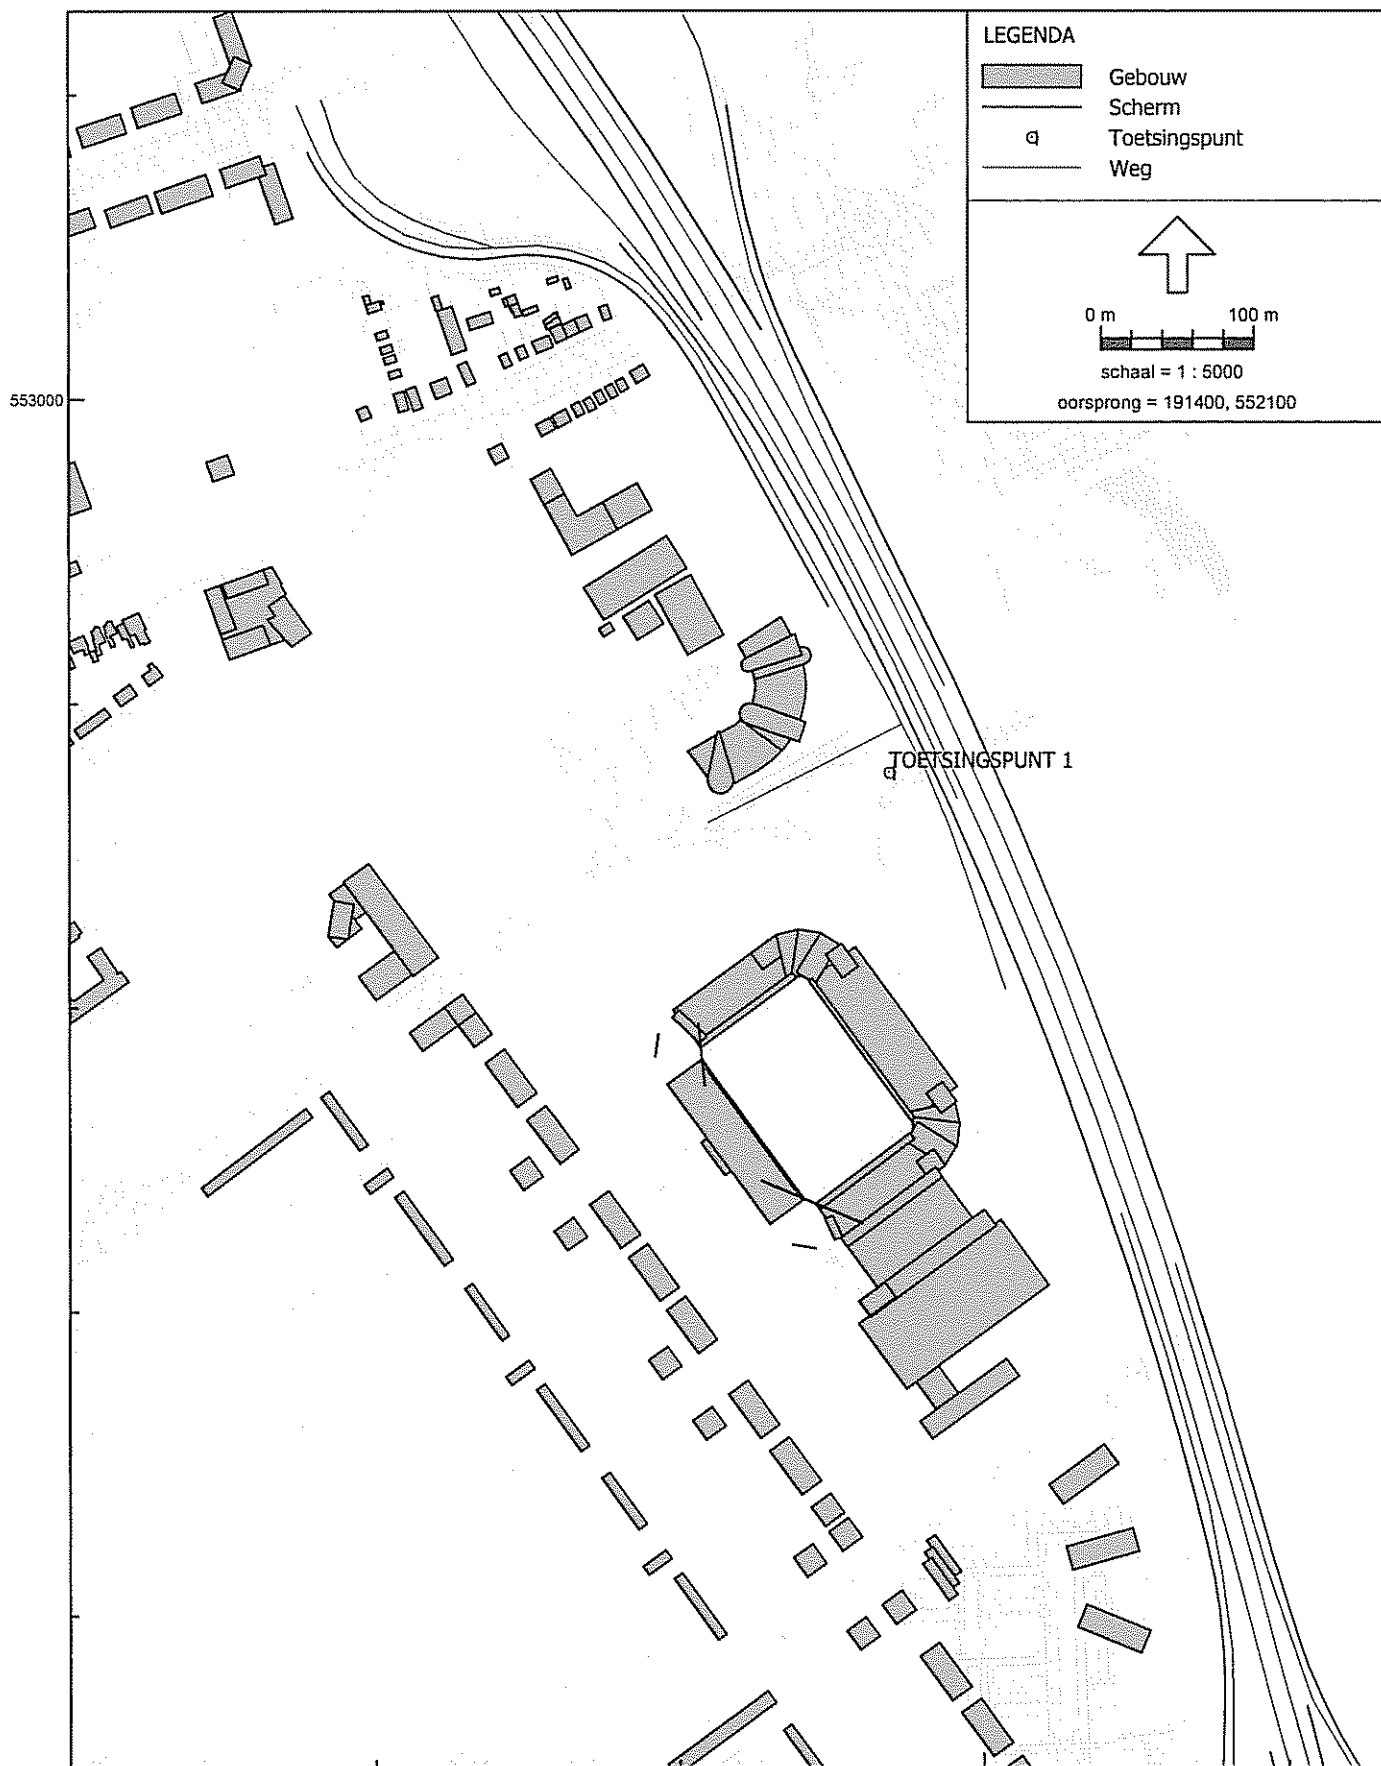 LEGENDA
Gebouw
Scherm
Toetsingspunt
Weg
0 m 100 m
schaal = 1 : 5000
oorsprong = 191400, 552100
553000
TOETSINGSPUNT 1